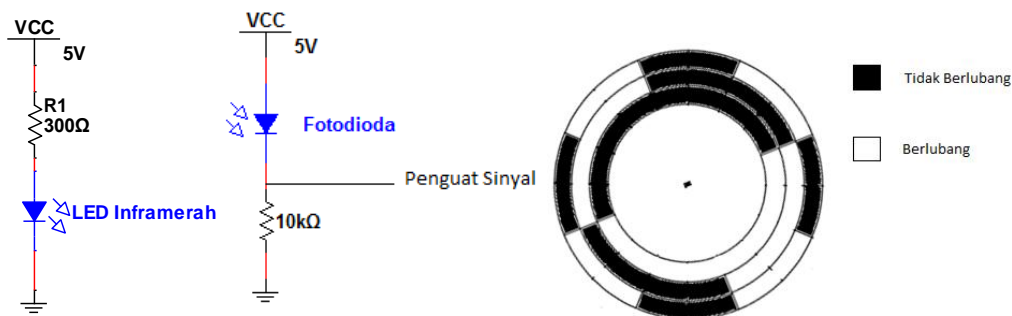 VCC
5V
R1
300Ω
LED Inframerah
VCC
5V
Fotodioda
Penguat Sinyal
10kΩ
Tidak Berlubang
Berlubang